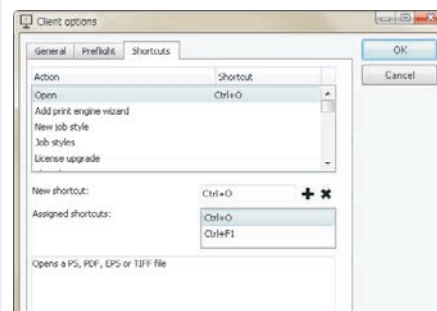 Client options
General Preflight Shortcuts
OK
Cancel
Action Shortcut
Open Ctrl+O
Add print engine wizard
New job style
Job styles
License upgrade
New shortcut: Ctrl+O
Assigned shortcuts: Ctrl+O
Ctrl+F1
Opens a PS, PDF, EPS or TIFF file